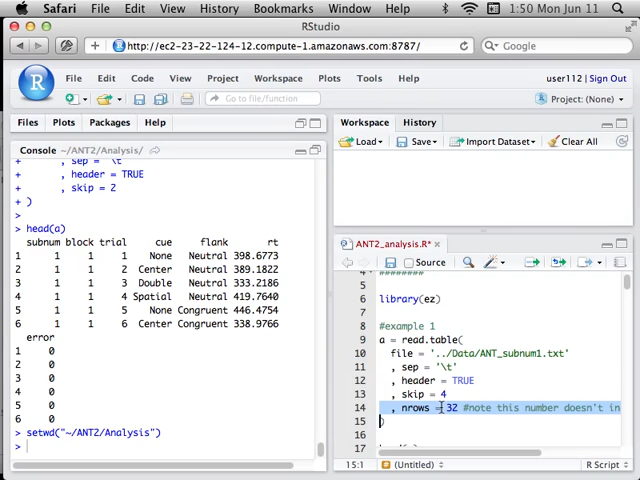 Safari File Edit View History Bookmarks Window Help 1:50 Mon Jun 11
RStudio
http://ec2-23-22-124-12.compute-1.amazonaws.com:8787/
Google
File Edit Code View Project Workspace Plots Tools Help
user112 | Sign Out
Go to file/function
Project: (None)
Files Plots Packages Help
Console ~/ANT2/Analysis/
+ , sep = '\t
+ , header = TRUE
+ , skip = 2
+ )
>
> head(a)
subnum block trial cue flank rt
1 1 1 1 None Neutral 398.6773
2 1 1 2 Center Neutral 389.1822
3 1 1 3 Double Neutral 333.2186
4 1 1 4 Spatial Neutral 419.7640
5 1 1 5 None Congruent 446.4754
6 1 1 6 Center Congruent 338.9766
error
1 0
2 0
3 0
4 0
5 0
6 0
> setwd("~/ANT2/Analysis")
>
Workspace History
Load Save Import Dataset Clear All
ANT2_analysis.R*
Source
4 ########
5
6 library(ez)
7
8 #example 1
9 a = read.table(
10 file = '../Data/ANT_subnum1.txt'
11 , sep = '\t'
12 , header = TRUE
13 , skip = 4
14 , nrows = 32 #note this number doesn't in
15 )
16
17
15:1 (Untitled) R Script